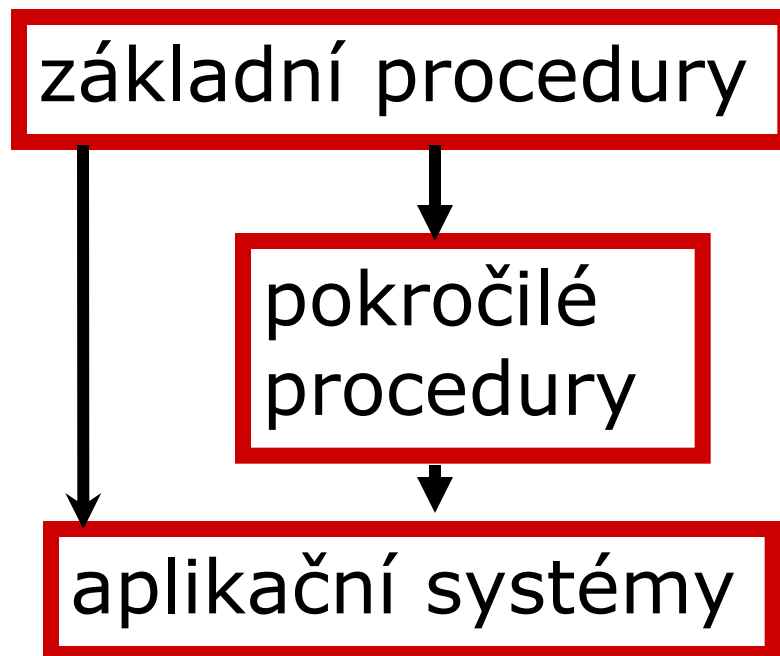 základní procedury
pokročilé
procedury
aplikační systémy